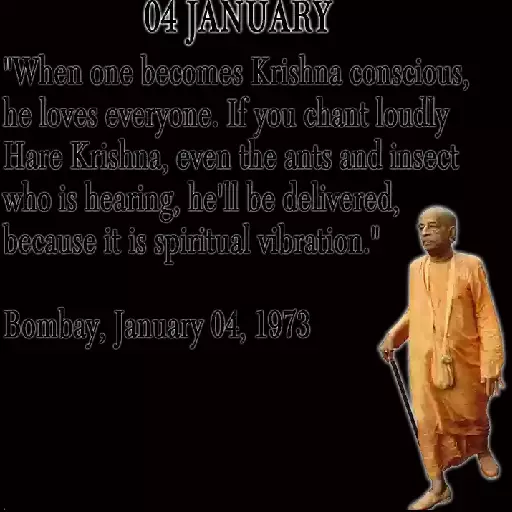 04 JANUARY
"When one becomes Krishna conscious,
he loves everyone. If you chant loudly
Hare Krishna, even the ants and insect
who is hearing, he'll be delivered,
because it is spiritual vibration."
Bombay, January 04, 1973